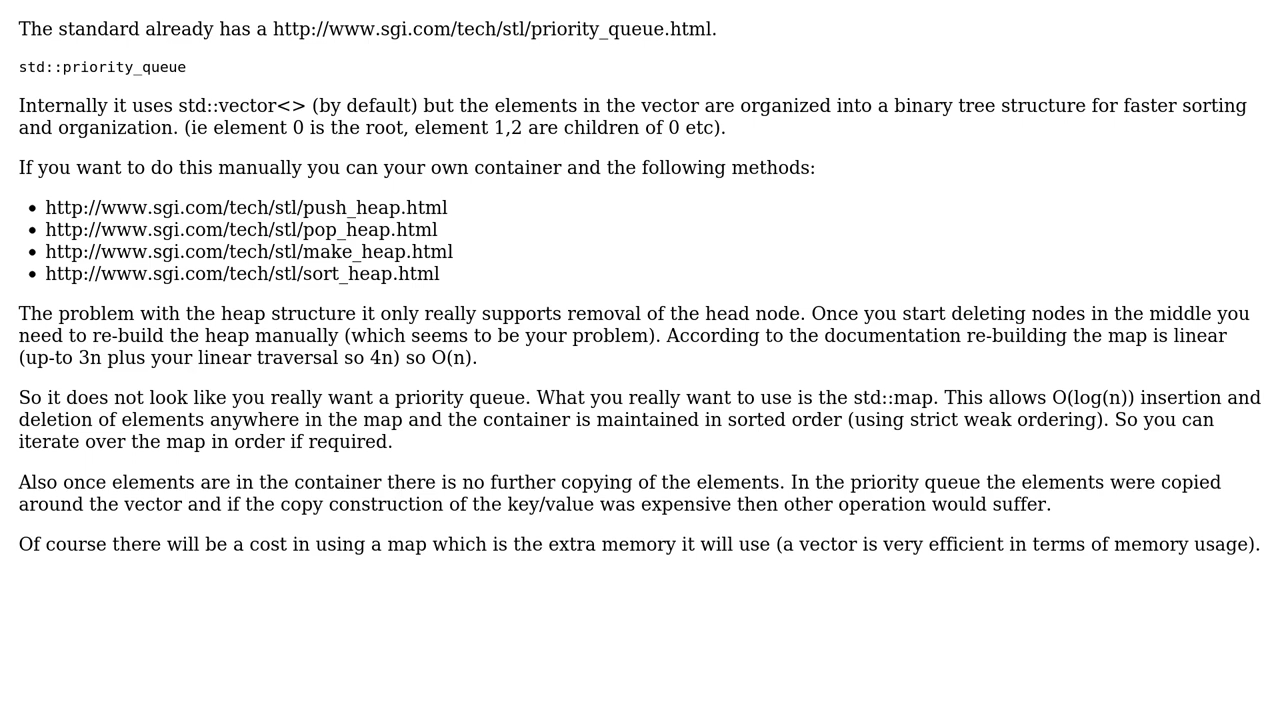 The standard already has a http://www.sgi.com/tech/stl/priority_queue.html.
std::priority_queue
Internally it uses std::vector<> (by default) but the elements in the vector are organized into a binary tree structure for faster sorting
and organization. (ie element 0 is the root, element 1,2 are children of 0 etc).
If you want to do this manually you can your own container and the following methods:
• http://www.sgi.com/tech/stl/push_heap.html
• http://www.sgi.com/tech/stl/pop_heap.html
• http://www.sgi.com/tech/stl/make_heap.html
• http://www.sgi.com/tech/stl/sort_heap.html
The problem with the heap structure it only really supports removal of the head node. Once you start deleting nodes in the middle you
need to re-build the heap manually (which seems to be your problem). According to the documentation re-building the map is linear
(up-to 3n plus your linear traversal so 4n) so O(n).
So it does not look like you really want a priority queue. What you really want to use is the std::map. This allows O(log(n)) insertion and
deletion of elements anywhere in the map and the container is maintained in sorted order (using strict weak ordering). So you can
iterate over the map in order if required.
Also once elements are in the container there is no further copying of the elements. In the priority queue the elements were copied
around the vector and if the copy construction of the key/value was expensive then other operation would suffer.
Of course there will be a cost in using a map which is the extra memory it will use (a vector is very efficient in terms of memory usage).